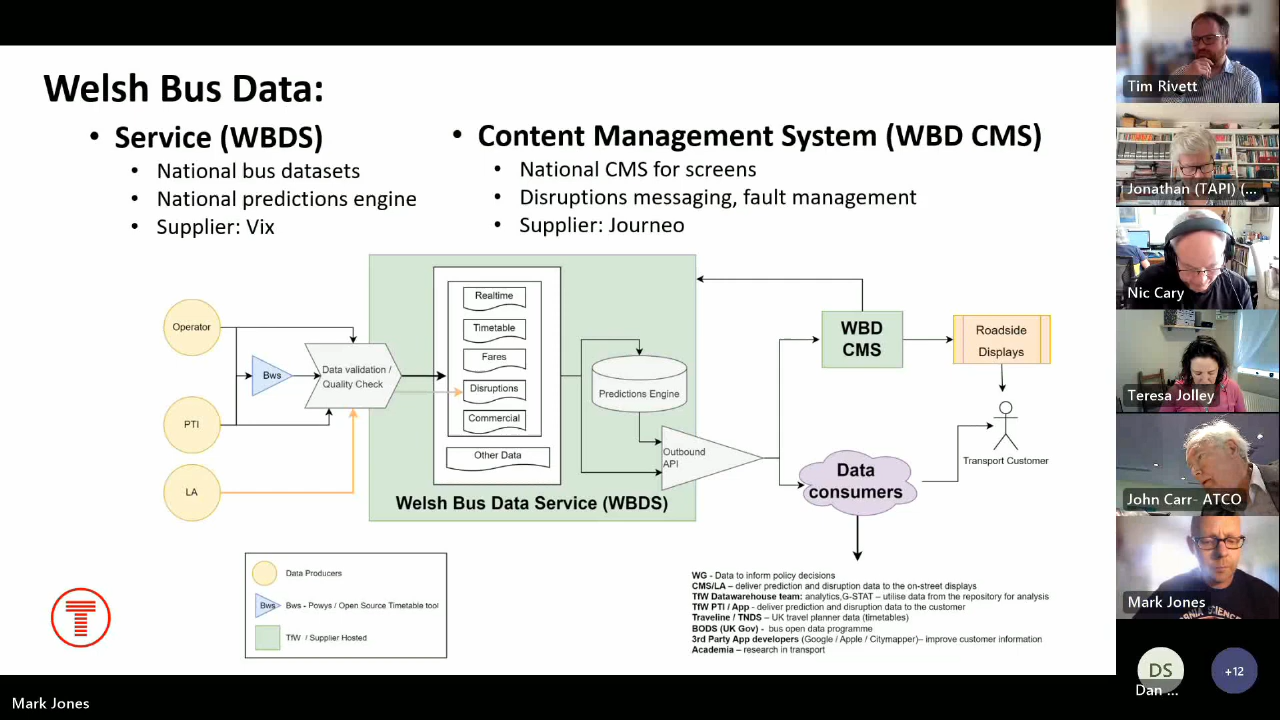 Welsh Bus Data:
• Service (WBDS)
• National bus datasets
• National predictions engine
• Supplier: Vix
• Content Management System (WBD CMS)
• National CMS for screens
• Disruptions messaging, fault management
• Supplier: Journeo
Operator
Bws
PTI
LA
Data validation /
Quality Check
Realtime
Timetable
Fares
Disruptions
Commercial
Other Data
Predictions Engine
Outbound
API
Welsh Bus Data Service (WBDS)
WBD
CMS
Roadside
Displays
Transport Customer
Data
consumers
Data Producers
Bws
Bws - Powys / Open Source Timetable tool
TfW / Supplier Hosted
WG - Data to inform policy decisions
CMS/LA – deliver prediction and disruption data to the on-street displays
TfW Datawarehouse team: analytics,G-STAT – utilise data from the repository for analysis
TfW PTI / App - deliver prediction and disruption data to the customer
Traveline / TNDS – UK travel planner data (timetables)
BODS (UK Gov) - bus open data programme
3rd Party App developers (Google / Apple / Citymapper)– improve customer information
Academia – research in transport
T
Tim Rivett
Jonathan (TAPI) (...
Nic Cary
Teresa Jolley
John Carr- ATCO
Mark Jones
DS
Dan ...
+12
Mark Jones